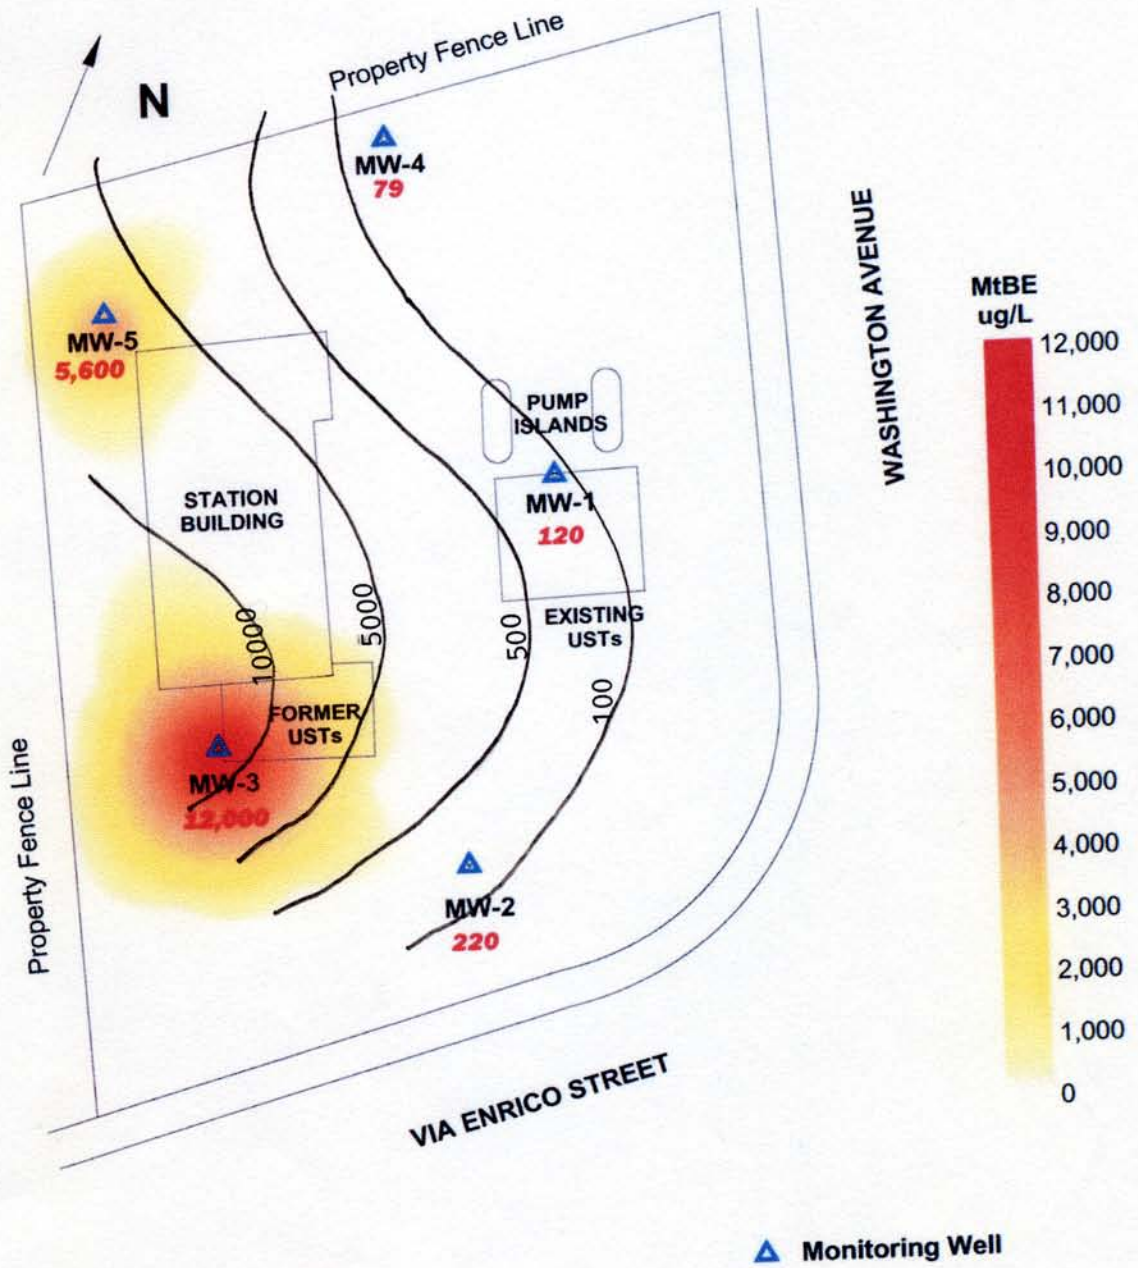 Property Fence Line
N
MW-4
79
WASHINGTON AVENUE
MtBE
ug/L
12,000
11,000
10,000
9,000
8,000
7,000
6,000
5,000
4,000
3,000
2,000
1,000
0
MW-5
5,600
PUMP
ISLANDS
STATION
BUILDING
MW-1
120
EXISTING
USTs
10000
5000
500
100
FORMER
USTs
MW-3
12,000
Property Fence Line
MW-2
220
VIA ENRICO STREET
Monitoring Well